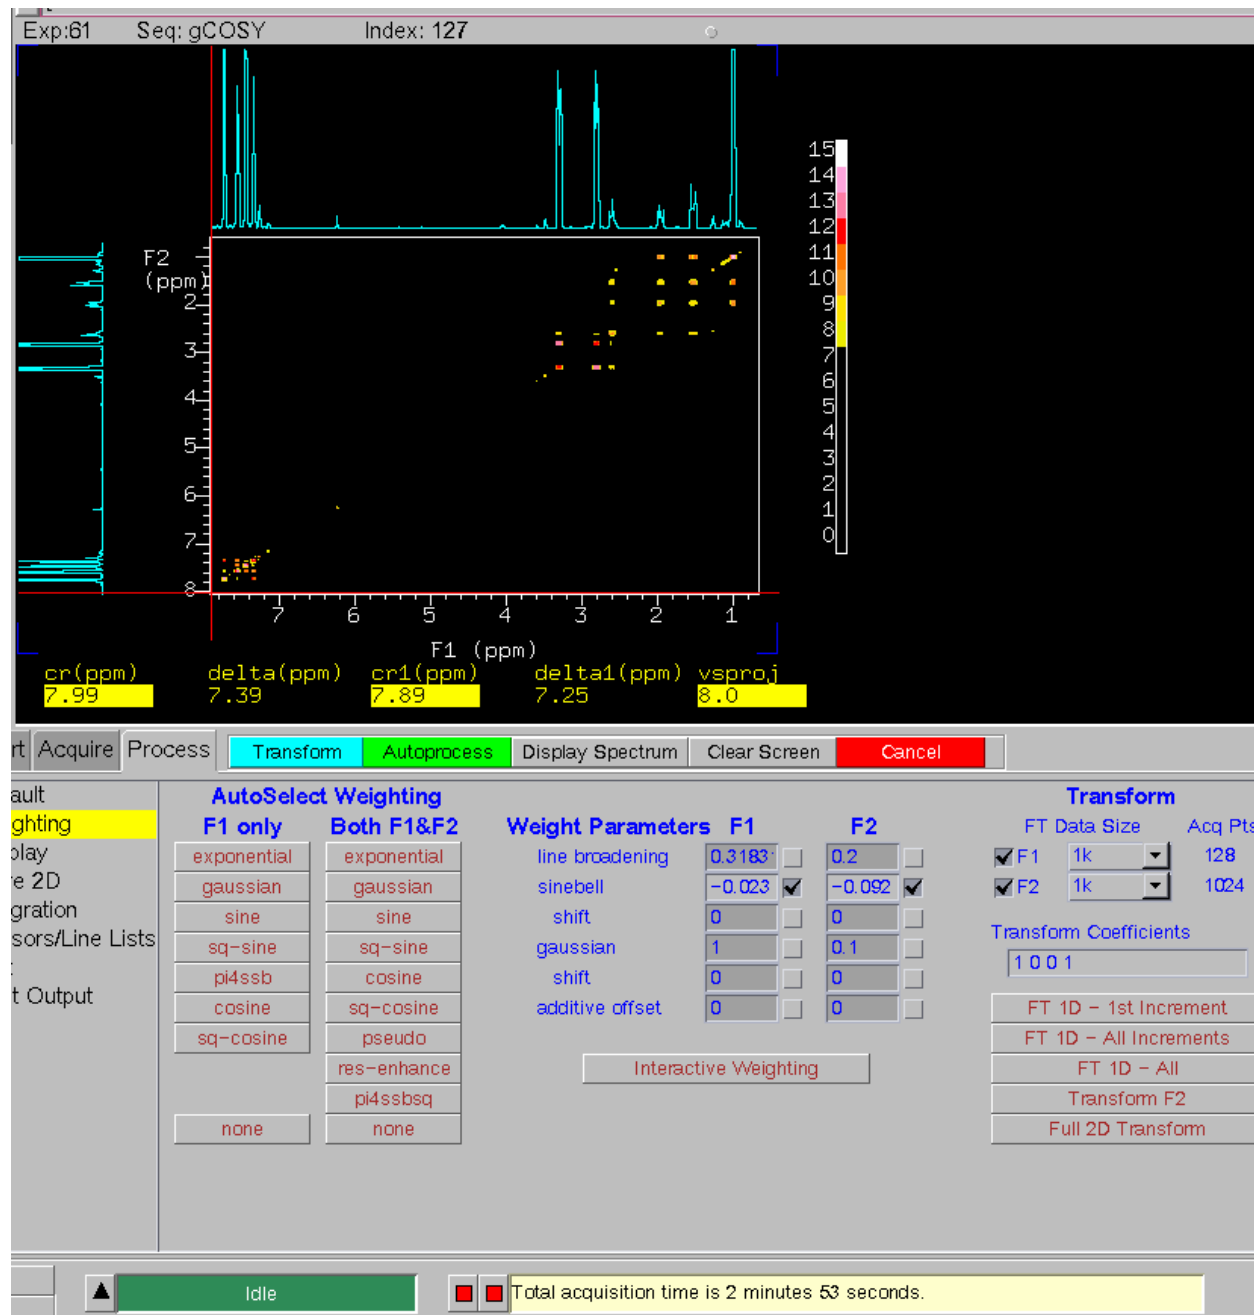 Exp:61 Seq: gCOSY Index: 127
F2
(ppm)
2
3
4
5
6
7
8
7 6 5 4 3 2 1
F1 (ppm)
15
14
13
12
11
10
9
8
7
6
5
4
3
2
1
0
cr(ppm) delta(ppm) cr1(ppm) delta1(ppm) vsproj
7.99 7.39 7.89 7.25 8.0
rt Acquire Process Transform Autoprocess Display Spectrum Clear Screen Cancel
ault
ghting
play
re 2D
gration
sors/Line Lists
t Output
AutoSelect Weighting
F1 only Both F1&F2
exponential exponential
gaussian gaussian
sine sine
sq-sine sq-sine
pi4ssb cosine
cosine sq-cosine
sq-cosine pseudo
res-enhance
pi4ssbsq
none none
Weight Parameters F1 F2
line broadening 0.3183 0.2
sinebell -0.023 -0.092
shift 0 0
gaussian 1 0.1
shift 0 0
additive offset 0 0
Interactive Weighting
Transform
FT Data Size Acq Pts
F1 1k 128
F2 1k 1024
Transform Coefficients
1 0 0 1
FT 1D - 1st Increment
FT 1D - All Increments
FT 1D - All
Transform F2
Full 2D Transform
Idle Total acquisition time is 2 minutes 53 seconds.